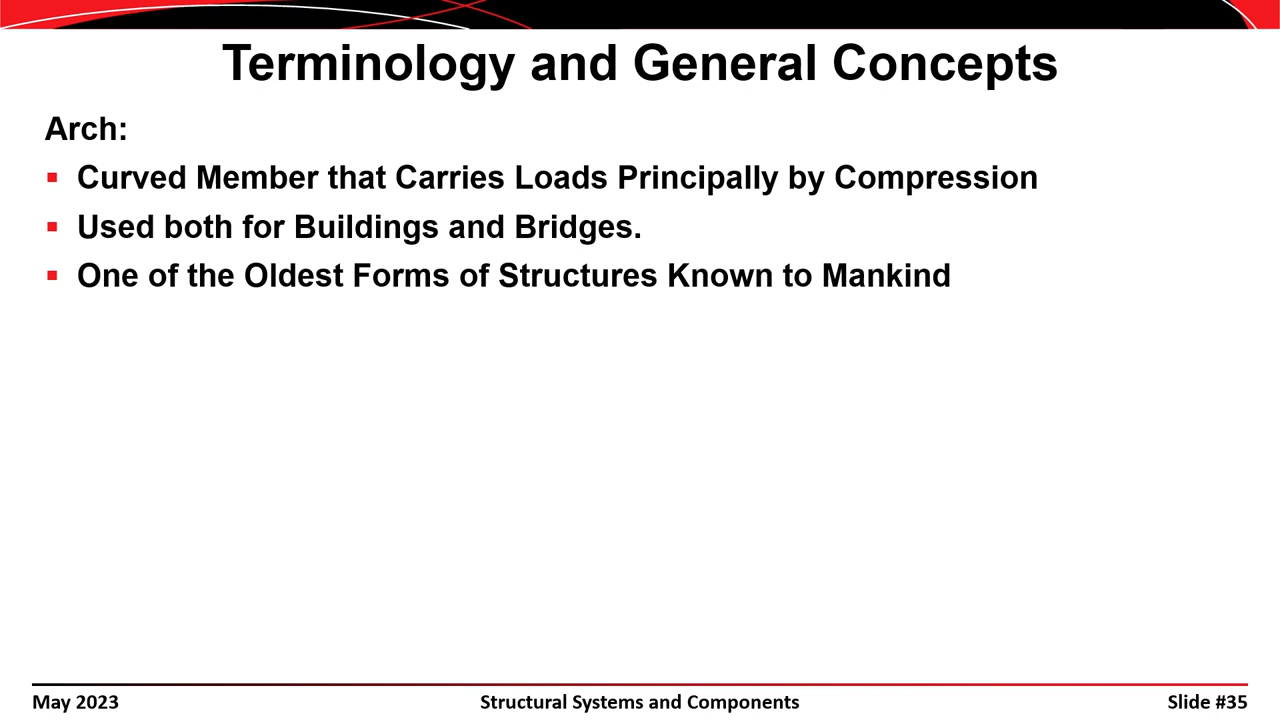 Terminology and General Concepts
Arch:
▪ Curved Member that Carries Loads Principally by Compression
▪ Used both for Buildings and Bridges.
▪ One of the Oldest Forms of Structures Known to Mankind
May 2023 Structural Systems and Components Slide #35